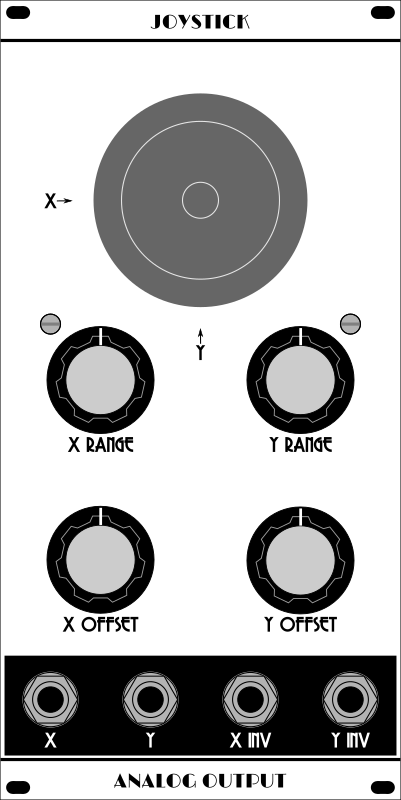 JOYSTICK
X
Y
X RANGE Y RANGE
X OFFSET Y OFFSET
X Y X INV Y INV
ANALOG OUTPUT